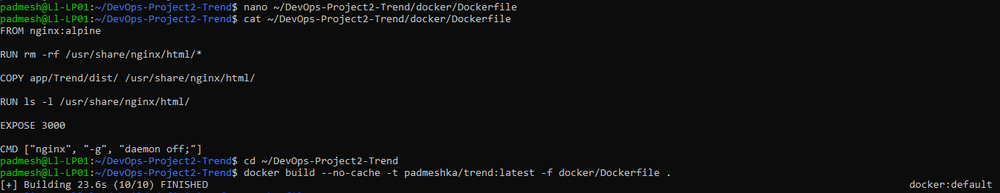 padmesh@Ll-LP01:~/DevOps-Project2-Trend$ nano ~/DevOps-Project2-Trend/docker/Dockerfile
padmesh@Ll-LP01:~/DevOps-Project2-Trend$ cat ~/DevOps-Project2-Trend/docker/Dockerfile
FROM nginx:alpine
RUN rm -rf /usr/share/nginx/html/*
COPY app/Trend/dist/ /usr/share/nginx/html/
RUN ls -l /usr/share/nginx/html/
EXPOSE 3000
CMD ["nginx", "-g", "daemon off;"]
padmesh@Ll-LP01:~/DevOps-Project2-Trend$ cd ~/DevOps-Project2-Trend
padmesh@Ll-LP01:~/DevOps-Project2-Trend$ docker build --no-cache -t padmeshka/trend:latest -f docker/Dockerfile .
[+] Building 23.6s (10/10) FINISHED docker:default